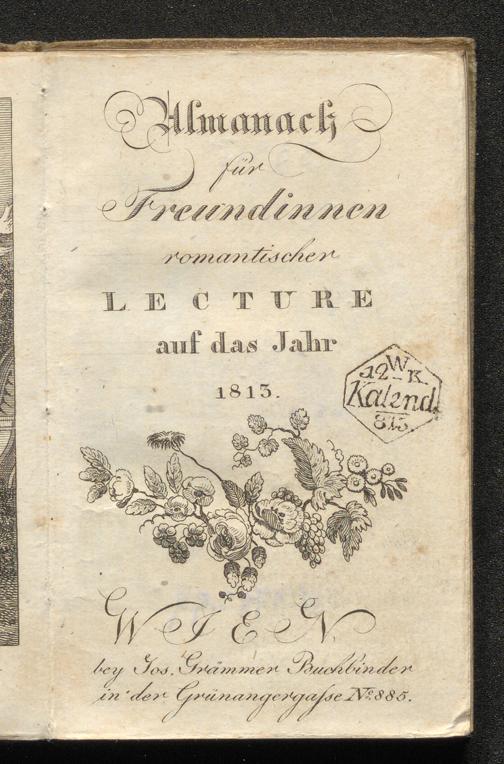 Almanach
für
Freundinnen
romantischer
LECTURE
auf das Jahr
1813.
12 W K.
Kalend.
813.
WIEN
bey Jos. Grämmer Buchbinder
in der Grünangergaſse No. 885.